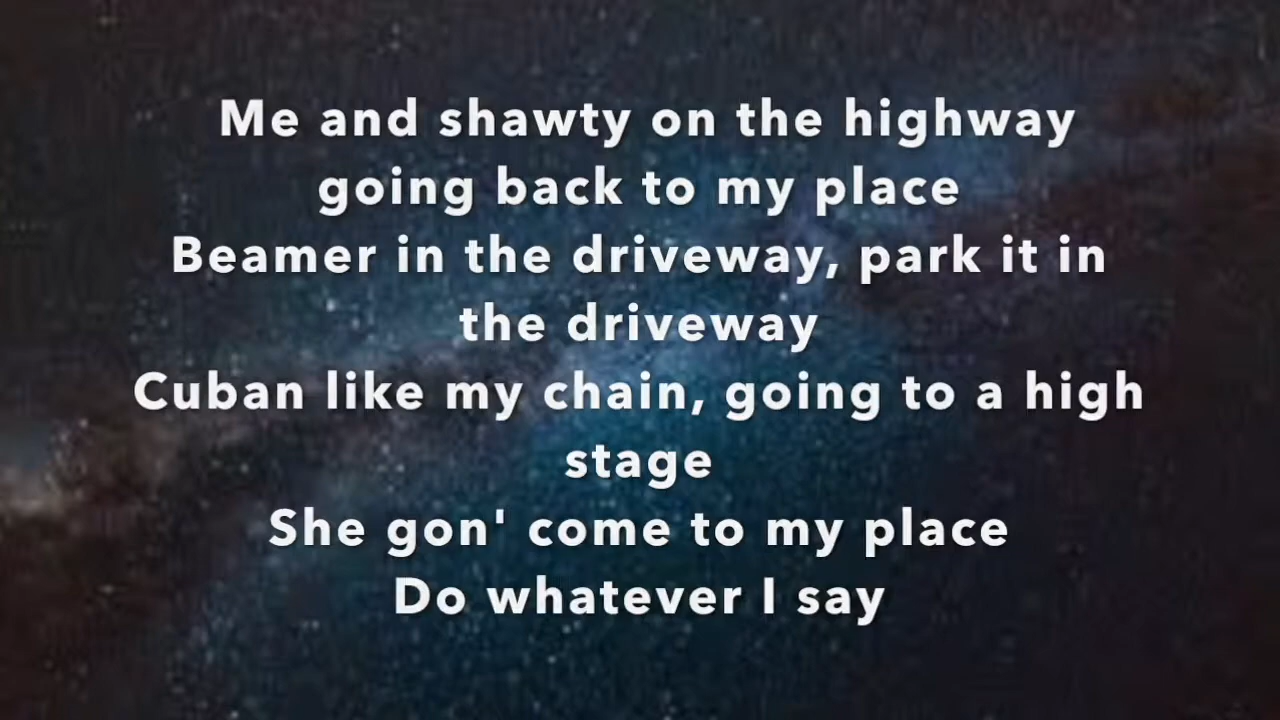 Me and shawty on the highway
going back to my place
Beamer in the driveway, park it in
the driveway
Cuban like my chain, going to a high
stage
She gon' come to my place
Do whatever I say